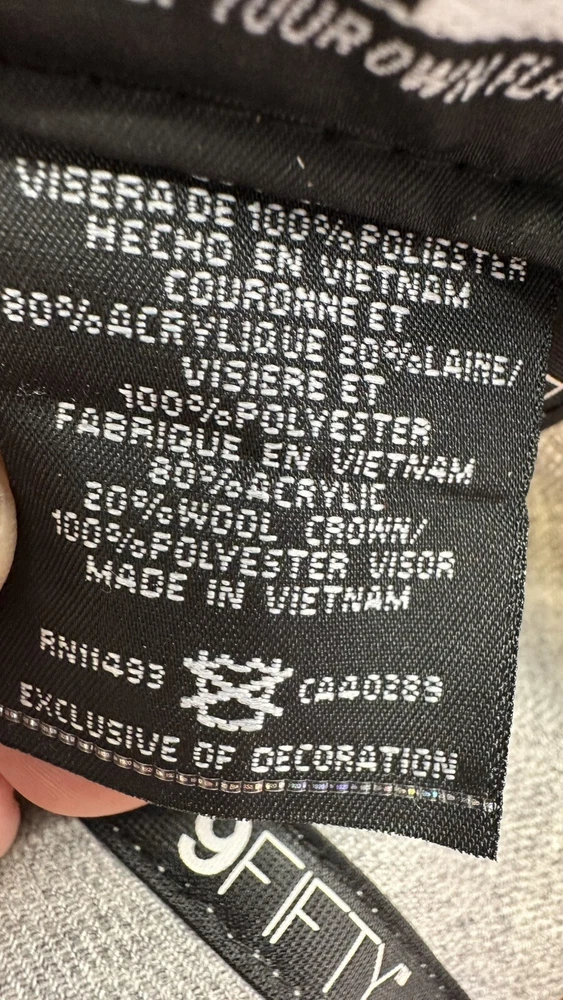 YOUR OWN FLA
VISERA DE 100% POLIESTER
HECHO EN VIETNAM
COURONNE ET
80% ACRYLIQUE 20% LAINE/
VISIERE ET
100% POLYESTER
FABRIQUE EN VIETNAM
80% ACRYLIC
20% WOOL CROWN/
100% POLYESTER VISOR
MADE IN VIETNAM
RN11493 CA40288
EXCLUSIVE OF DECORATION
9FIFTY